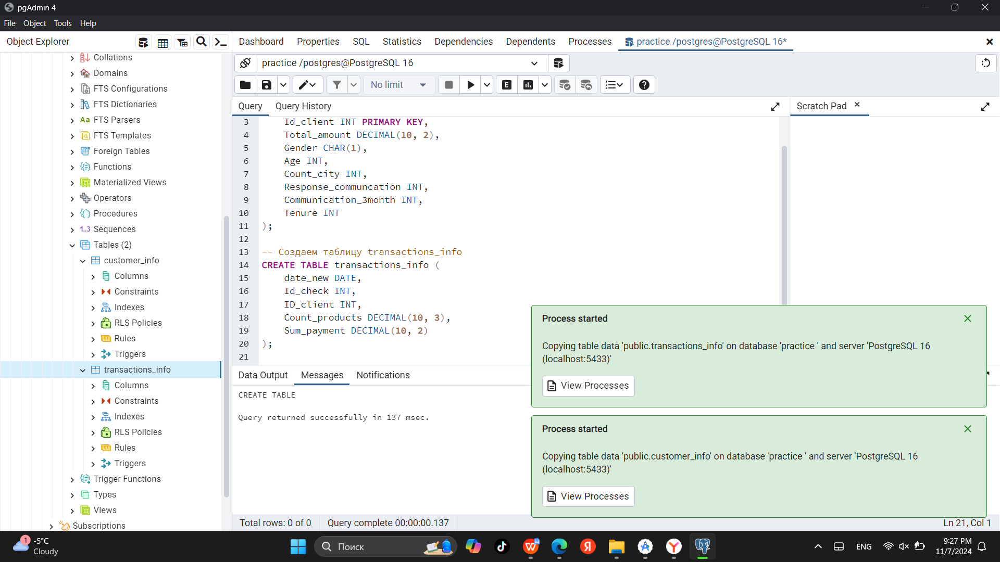 pgAdmin 4
File Object Tools Help
Object Explorer
Dashboard Properties SQL Statistics Dependencies Dependents Processes practice /postgres@PostgreSQL 16*
Collations
Domains
FTS Configurations
FTS Dictionaries
Aa FTS Parsers
FTS Templates
Foreign Tables
Functions
Materialized Views
Operators
Procedures
1..3 Sequences
Tables (2)
customer_info
Columns
Constraints
Indexes
RLS Policies
Rules
Triggers
transactions_info
Columns
Constraints
Indexes
RLS Policies
Rules
Triggers
Trigger Functions
Types
Views
Subscriptions
practice /postgres@PostgreSQL 16
No limit
E
Query Query History
Scratch Pad
3 Id_client INT PRIMARY KEY,
4 Total_amount DECIMAL(10, 2),
5 Gender CHAR(1),
6 Age INT,
7 Count_city INT,
8 Response_communcation INT,
9 Communication_3month INT,
10 Tenure INT
11 );
12
13 -- Создаем таблицу transactions_info
14 CREATE TABLE transactions_info (
15 date_new DATE,
16 Id_check INT,
17 ID_client INT,
18 Count_products DECIMAL(10, 3),
19 Sum_payment DECIMAL(10, 2)
20 );
21
Data Output Messages Notifications
CREATE TABLE
Query returned successfully in 137 msec.
Process started
Copying table data 'public.transactions_info' on database 'practice ' and server 'PostgreSQL 16
(localhost:5433)'
View Processes
Process started
Copying table data 'public.customer_info' on database 'practice ' and server 'PostgreSQL 16
(localhost:5433)'
View Processes
Total rows: 0 of 0 Query complete 00:00:00.137
Ln 21, Col 1
1
-5°C
Cloudy
Поиск
Я
ENG
9:27 PM
11/7/2024